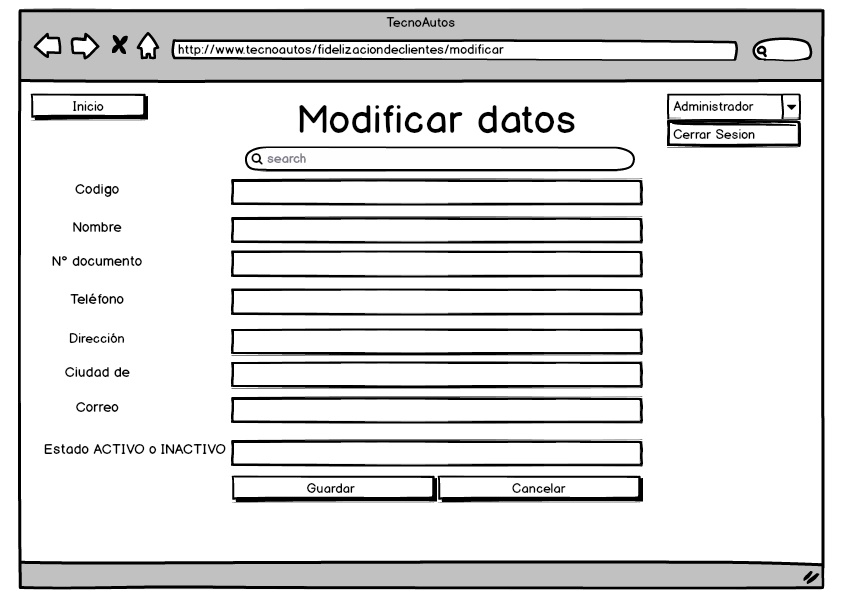 TecnoAutos
http://www.tecnoautos/fidelizaciondeclientes/modificar
Inicio
Modificar datos
Administrador
Cerrar Sesion
search
Codigo
Nombre
Nº documento
Teléfono
Dirección
Ciudad de
Correo
Estado ACTIVO o INACTIVO
Guardar
Cancelar